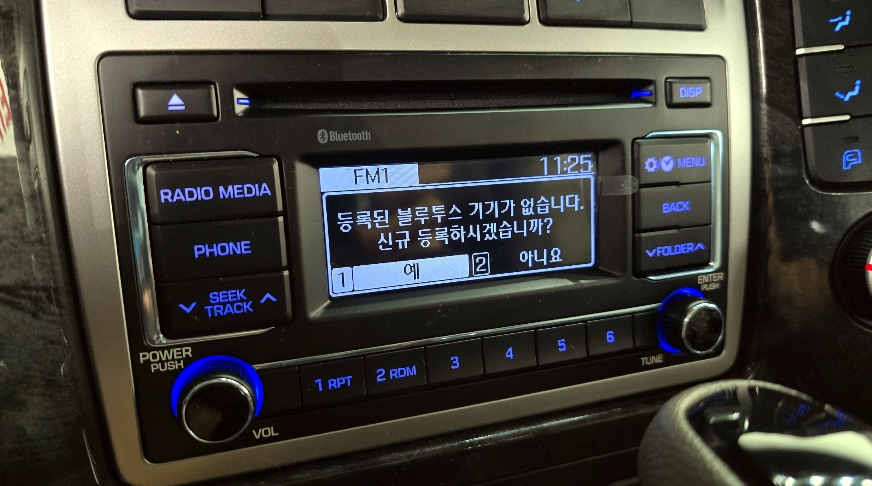 DISP
Bluetooth
RADIO MEDIA
PHONE
SEEK
TRACK
FM1
11:25
등록된 블루투스 기기가 없습니다.
신규 등록하시겠습니까?
1 예
2 아니요
MENU
BACK
FOLDER
ENTER
PUSH
POWER
PUSH
VOL
1 RPT
2 RDM
3
4
5
6
TUNE